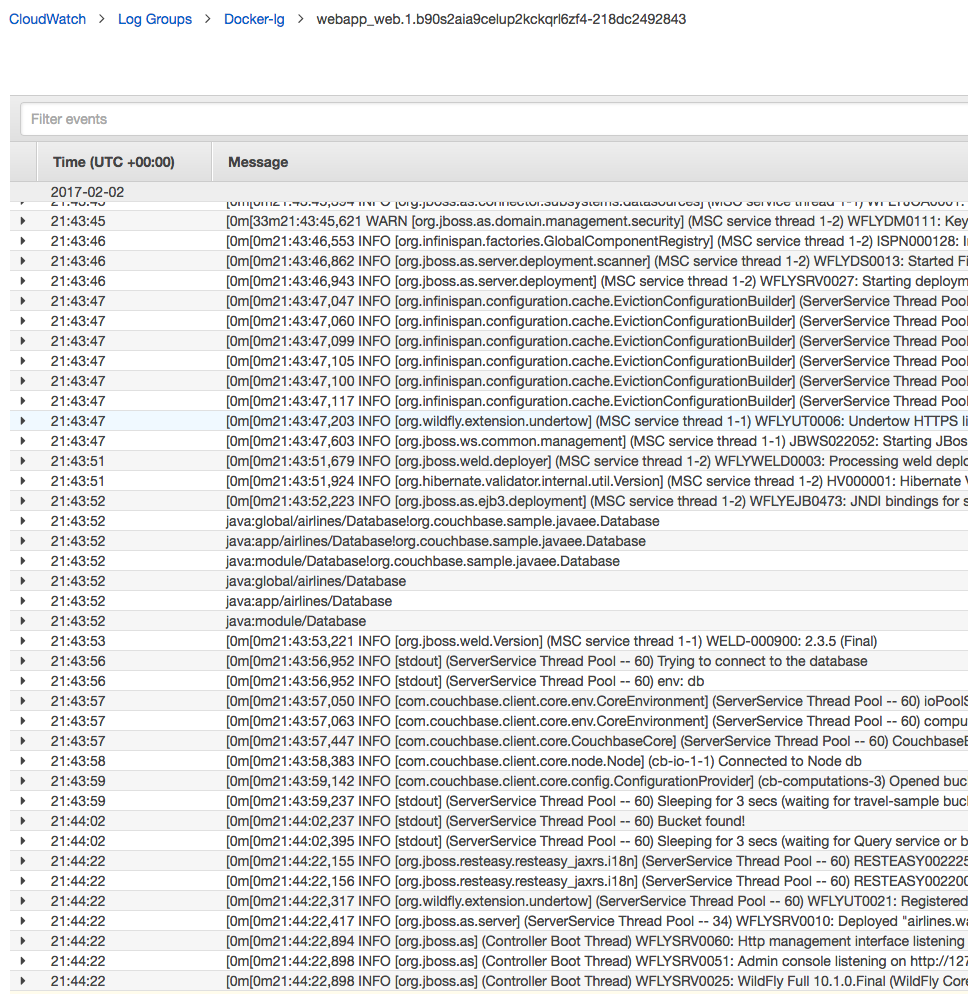 CloudWatch > Log Groups > Docker-lg > webapp_web.1.b90s2aia9celup2kckqrl6zf4-218dc2492843
Filter events
Time (UTC +00:00) Message
2017-02-02
21:43:45 [0m[33m21:43:45,621 WARN [org.jboss.as.domain.management.security] (MSC service thread 1-2) WFLYDM0111: Key
21:43:46 [0m[0m21:43:46,553 INFO [org.infinispan.factories.GlobalComponentRegistry] (MSC service thread 1-2) ISPN000128: I
21:43:46 [0m[0m21:43:46,862 INFO [org.jboss.as.server.deployment.scanner] (MSC service thread 1-2) WFLYDS0013: Started Fi
21:43:46 [0m[0m21:43:46,943 INFO [org.jboss.as.server.deployment] (MSC service thread 1-2) WFLYSRV0027: Starting deploym
21:43:47 [0m[0m21:43:47,047 INFO [org.infinispan.configuration.cache.EvictionConfigurationBuilder] (ServerService Thread Pool
21:43:47 [0m[0m21:43:47,060 INFO [org.infinispan.configuration.cache.EvictionConfigurationBuilder] (ServerService Thread Pool
21:43:47 [0m[0m21:43:47,099 INFO [org.infinispan.configuration.cache.EvictionConfigurationBuilder] (ServerService Thread Pool
21:43:47 [0m[0m21:43:47,105 INFO [org.infinispan.configuration.cache.EvictionConfigurationBuilder] (ServerService Thread Pool
21:43:47 [0m[0m21:43:47,100 INFO [org.infinispan.configuration.cache.EvictionConfigurationBuilder] (ServerService Thread Pool
21:43:47 [0m[0m21:43:47,117 INFO [org.infinispan.configuration.cache.EvictionConfigurationBuilder] (ServerService Thread Pool
21:43:47 [0m[0m21:43:47,203 INFO [org.wildfly.extension.undertow] (MSC service thread 1-1) WFLYUT0006: Undertow HTTPS li
21:43:47 [0m[0m21:43:47,603 INFO [org.jboss.ws.common.management] (MSC service thread 1-1) JBWS022052: Starting JBos
21:43:51 [0m[0m21:43:51,679 INFO [org.jboss.weld.deployer] (MSC service thread 1-2) WFLYWELD0003: Processing weld depl
21:43:51 [0m[0m21:43:51,924 INFO [org.hibernate.validator.internal.util.Version] (MSC service thread 1-2) HV000001: Hibernate V
21:43:52 [0m[0m21:43:52,223 INFO [org.jboss.as.ejb3.deployment] (MSC service thread 1-2) WFLYEJB0473: JNDI bindings for s
21:43:52 java:global/airlines/Database!org.couchbase.sample.javaee.Database
21:43:52 java:app/airlines/Database!org.couchbase.sample.javaee.Database
21:43:52 java:module/Database!org.couchbase.sample.javaee.Database
21:43:52 java:global/airlines/Database
21:43:52 java:app/airlines/Database
21:43:52 java:module/Database
21:43:53 [0m[0m21:43:53,221 INFO [org.jboss.weld.Version] (MSC service thread 1-1) WELD-000900: 2.3.5 (Final)
21:43:56 [0m[0m21:43:56,952 INFO [stdout] (ServerService Thread Pool -- 60) Trying to connect to the database
21:43:56 [0m[0m21:43:56,952 INFO [stdout] (ServerService Thread Pool -- 60) env: db
21:43:57 [0m[0m21:43:57,050 INFO [com.couchbase.client.core.env.CoreEnvironment] (ServerService Thread Pool -- 60) ioPoolS
21:43:57 [0m[0m21:43:57,063 INFO [com.couchbase.client.core.env.CoreEnvironment] (ServerService Thread Pool -- 60) compu
21:43:57 [0m[0m21:43:57,447 INFO [com.couchbase.client.core.CouchbaseCore] (ServerService Thread Pool -- 60) CouchbaseE
21:43:58 [0m[0m21:43:58,383 INFO [com.couchbase.client.core.node.Node] (cb-io-1-1) Connected to Node db
21:43:59 [0m[0m21:43:59,142 INFO [com.couchbase.client.core.config.ConfigurationProvider] (cb-computations-3) Opened buc
21:43:59 [0m[0m21:43:59,237 INFO [stdout] (ServerService Thread Pool -- 60) Sleeping for 3 secs (waiting for travel-sample buc
21:44:02 [0m[0m21:44:02,237 INFO [stdout] (ServerService Thread Pool -- 60) Bucket found!
21:44:02 [0m[0m21:44:02,395 INFO [stdout] (ServerService Thread Pool -- 60) Sleeping for 3 secs (waiting for Query service or b
21:44:22 [0m[0m21:44:22,155 INFO [org.jboss.resteasy.resteasy_jaxrs.i18n] (ServerService Thread Pool -- 60) RESTEASY002225
21:44:22 [0m[0m21:44:22,156 INFO [org.jboss.resteasy.resteasy_jaxrs.i18n] (ServerService Thread Pool -- 60) RESTEASY002200
21:44:22 [0m[0m21:44:22,317 INFO [org.wildfly.extension.undertow] (ServerService Thread Pool -- 60) WFLYUT0021: Registered
21:44:22 [0m[0m21:44:22,417 INFO [org.jboss.as.server] (ServerService Thread Pool -- 34) WFLYSRV0010: Deployed "airlines.wa
21:44:22 [0m[0m21:44:22,894 INFO [org.jboss.as] (Controller Boot Thread) WFLYSRV0060: Http management interface listening
21:44:22 [0m[0m21:44:22,898 INFO [org.jboss.as] (Controller Boot Thread) WFLYSRV0051: Admin console listening on http://127
21:44:22 [0m[0m21:44:22,898 INFO [org.jboss.as] (Controller Boot Thread) WFLYSRV0025: WildFly Full 10.1.0.Final (WildFly Cor